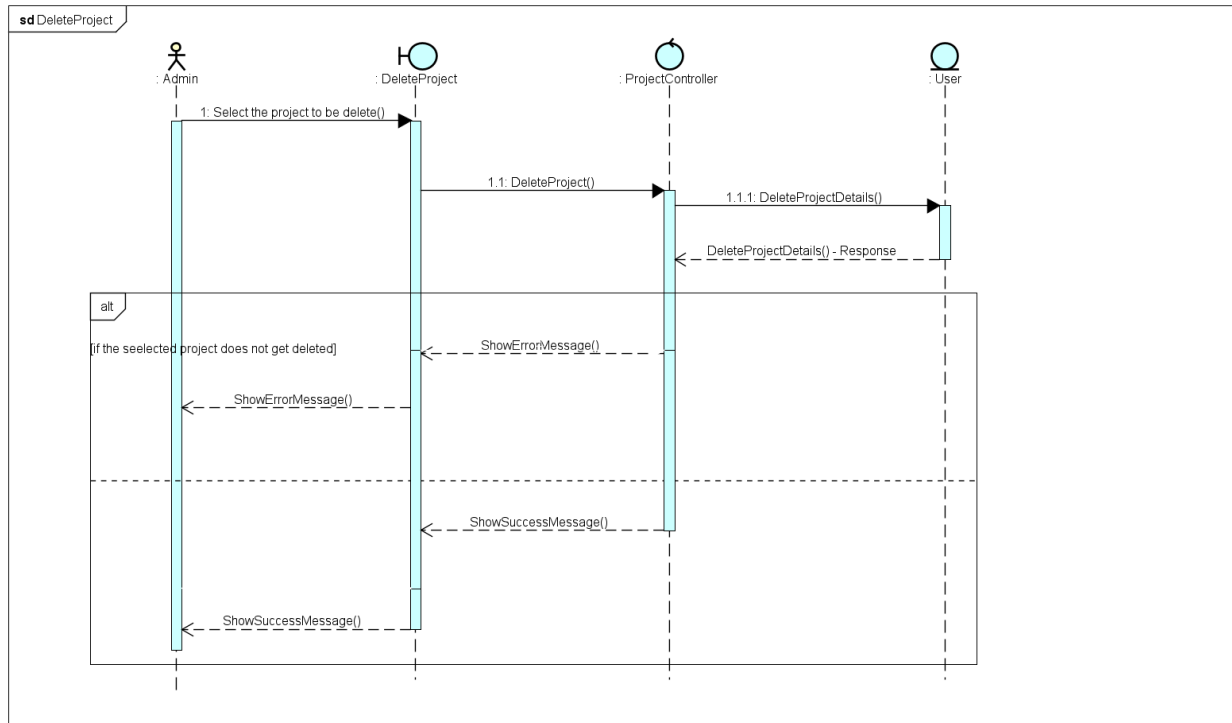 sd DeleteProject
: Admin
: DeleteProject
: ProjectController
: User
1: Select the project to be delete()
1.1: DeleteProject()
1.1.1: DeleteProjectDetails()
DeleteProjectDetails() - Response
alt
[if the seelected project does not get deleted]
ShowErrorMessage()
ShowErrorMessage()
ShowSuccessMessage()
ShowSuccessMessage()